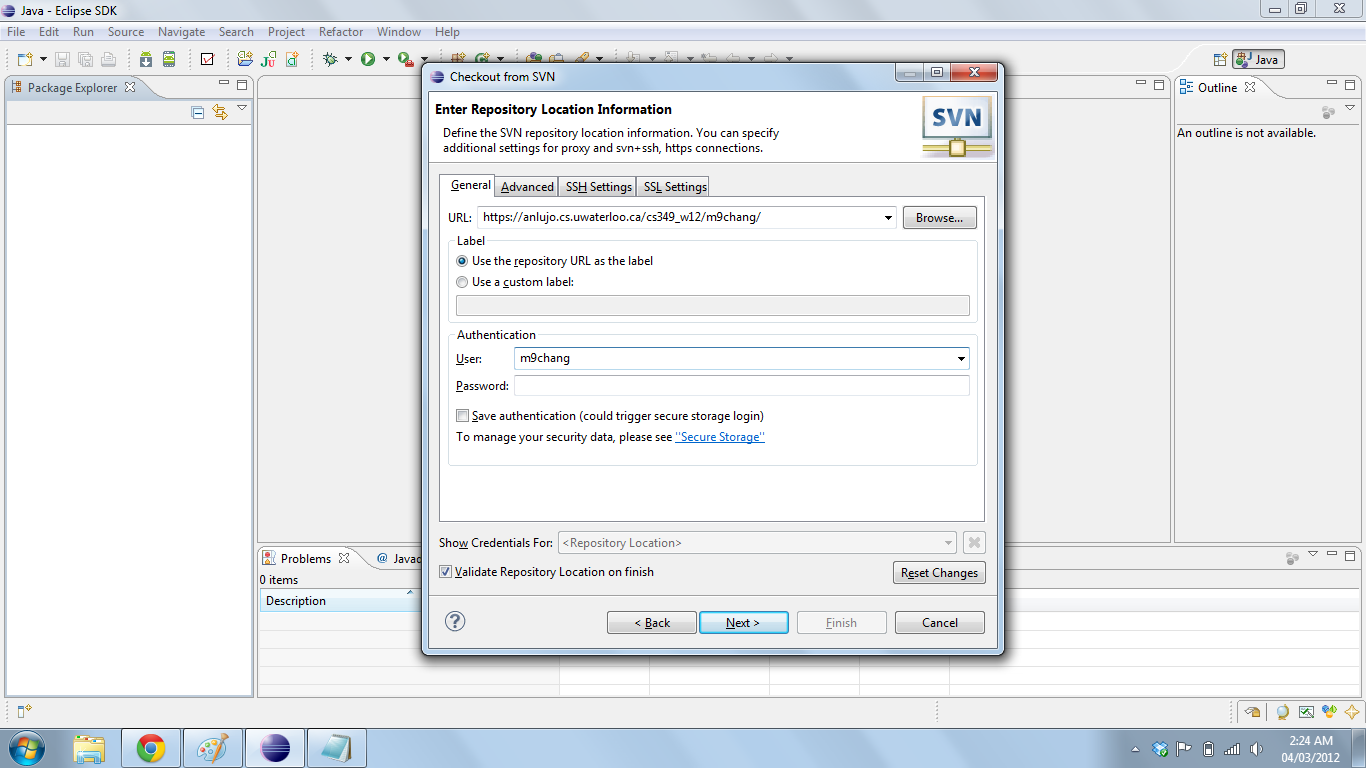 Java - Eclipse SDK
File Edit Run Source Navigate Search Project Refactor Window Help
Java
Package Explorer
Outline
An outline is not available.
Checkout from SVN
Enter Repository Location Information
Define the SVN repository location information. You can specify
additional settings for proxy and svn+ssh, https connections.
SVN
General Advanced SSH Settings SSL Settings
URL: https://anlujo.cs.uwaterloo.ca/cs349_w12/m9chang/ Browse...
Label
Use the repository URL as the label
Use a custom label:
Authentication
User: m9chang
Password:
Save authentication (could trigger secure storage login)
To manage your security data, please see "Secure Storage"
Show Credentials For: <Repository Location>
Validate Repository Location on finish Reset Changes
< Back Next > Finish Cancel
Problems @ Javad
0 items
Description
2:24 AM
04/03/2012